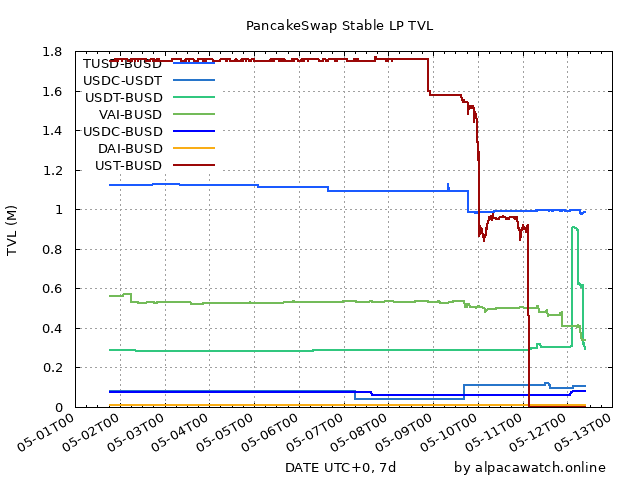 PancakeSwap Stable LP TVL
TVL (M)
1.8
1.6
1.4
1.2
1
0.8
0.6
0.4
0.2
0
TUSD-BUSD
USDC-USDT
USDT-BUSD
VAI-BUSD
USDC-BUSD
DAI-BUSD
UST-BUSD
05-01T00
05-02T00
05-03T00
05-04T00
05-05T00
05-06T00
05-07T00
05-08T00
05-09T00
05-10T00
05-11T00
05-12T00
05-13T00
DATE UTC+0, 7d
by alpacawatch.online